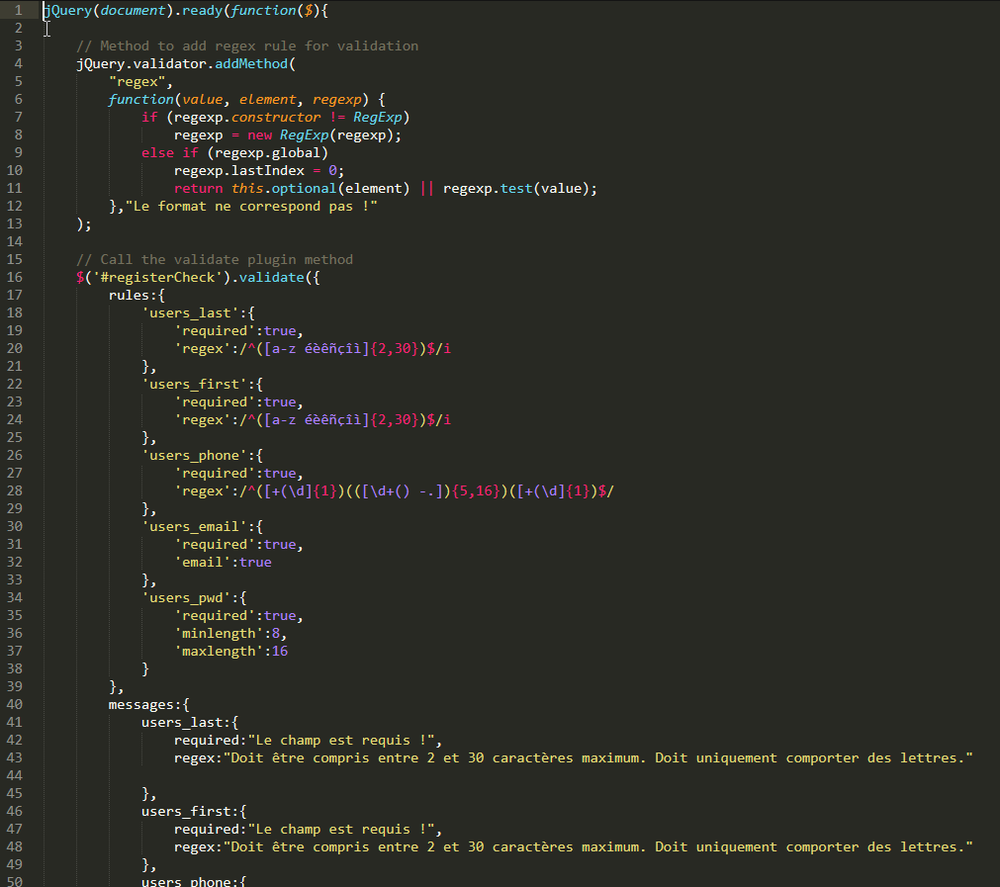 1 jQuery(document).ready(function($){
2
3 // Method to add regex rule for validation
4 jQuery.validator.addMethod(
5 "regex",
6 function(value, element, regexp) {
7 if (regexp.constructor != RegExp)
8 regexp = new RegExp(regexp);
9 else if (regexp.global)
10 regexp.lastIndex = 0;
11 return this.optional(element) || regexp.test(value);
12 },"Le format ne correspond pas !"
13 );
14
15 // Call the validate plugin method
16 $('#registerCheck').validate({
17 rules:{
18 'users_last':{
19 'required':true,
20 'regex':/^([a-z éèêñçîì]{2,30})$/i
21 },
22 'users_first':{
23 'required':true,
24 'regex':/^([a-z éèêñçîì]{2,30})$/i
25 },
26 'users_phone':{
27 'required':true,
28 'regex':/^([+(\d]{1})(([\d+() -.]){5,16})([+(\d]{1})$/
29 },
30 'users_email':{
31 'required':true,
32 'email':true
33 },
34 'users_pwd':{
35 'required':true,
36 'minlength':8,
37 'maxlength':16
38 }
39 },
40 messages:{
41 users_last:{
42 required:"Le champ est requis !",
43 regex:"Doit être compris entre 2 et 30 caractères maximum. Doit uniquement comporter des lettres."
44
45 },
46 users_first:{
47 required:"Le champ est requis !",
48 regex:"Doit être compris entre 2 et 30 caractères maximum. Doit uniquement comporter des lettres."
49 },
50 users_phone:{